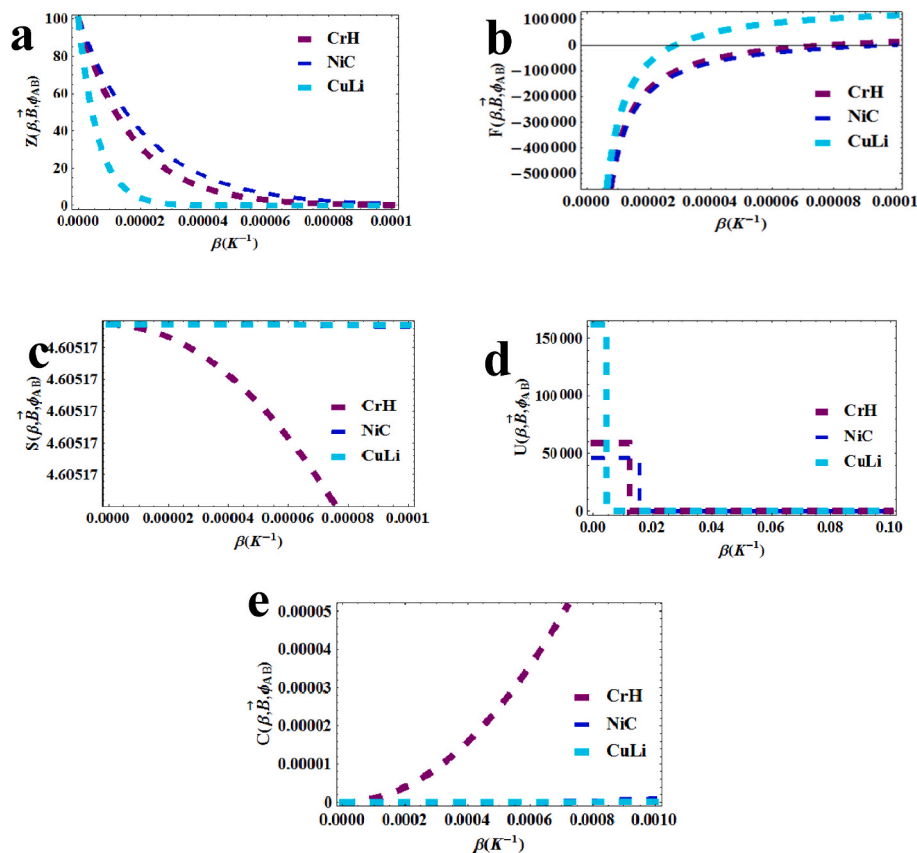 a
100
80
60
40
20
0
Z(β,B⃗,ϕAB)
CrH
NiC
CuLi
0.0000 0.00002 0.00004 0.00006 0.00008 0.0001
β(K⁻¹)
b
100000
0
−100000
−200000
−300000
−400000
−500000
F(β,B⃗,ϕAB)
CrH
NiC
CuLi
0.00000 0.00002 0.00004 0.00006 0.00008 0.0001
β(K⁻¹)
c
4.60517
4.60517
4.60517
4.60517
4.60517
S(β,B⃗,ϕAB)
CrH
NiC
CuLi
0.0000 0.00002 0.00004 0.00006 0.00008 0.0001
β(K⁻¹)
d
150000
100000
50000
0
U(β,B⃗,ϕAB)
CrH
NiC
CuLi
0.00 0.02 0.04 0.06 0.08 0.10
β(K⁻¹)
e
0.00005
0.00004
0.00003
0.00002
0.00001
0
C(β,B⃗,ϕAB)
CrH
NiC
CuLi
0.0000 0.0002 0.0004 0.0006 0.0008 0.0010
β(K⁻¹)